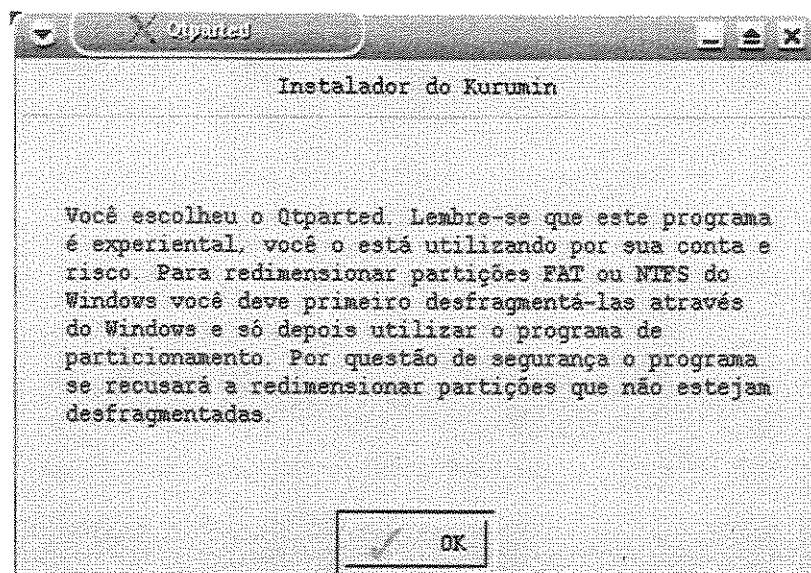 Qtparted
Instalador do Kurumin
Você escolheu o Qtparted. Lembre-se que este programa
é experiental, você o está utilizando por sua conta e
risco. Para redimensionar partições FAT ou NTFS do
Windows você deve primeiro desfragmentá-las através
do Windows e só depois utilizar o programa de
particionamento. Por questão de segurança o programa
se recusará a redimensionar partições que não estejam
desfragmentadas.
OK